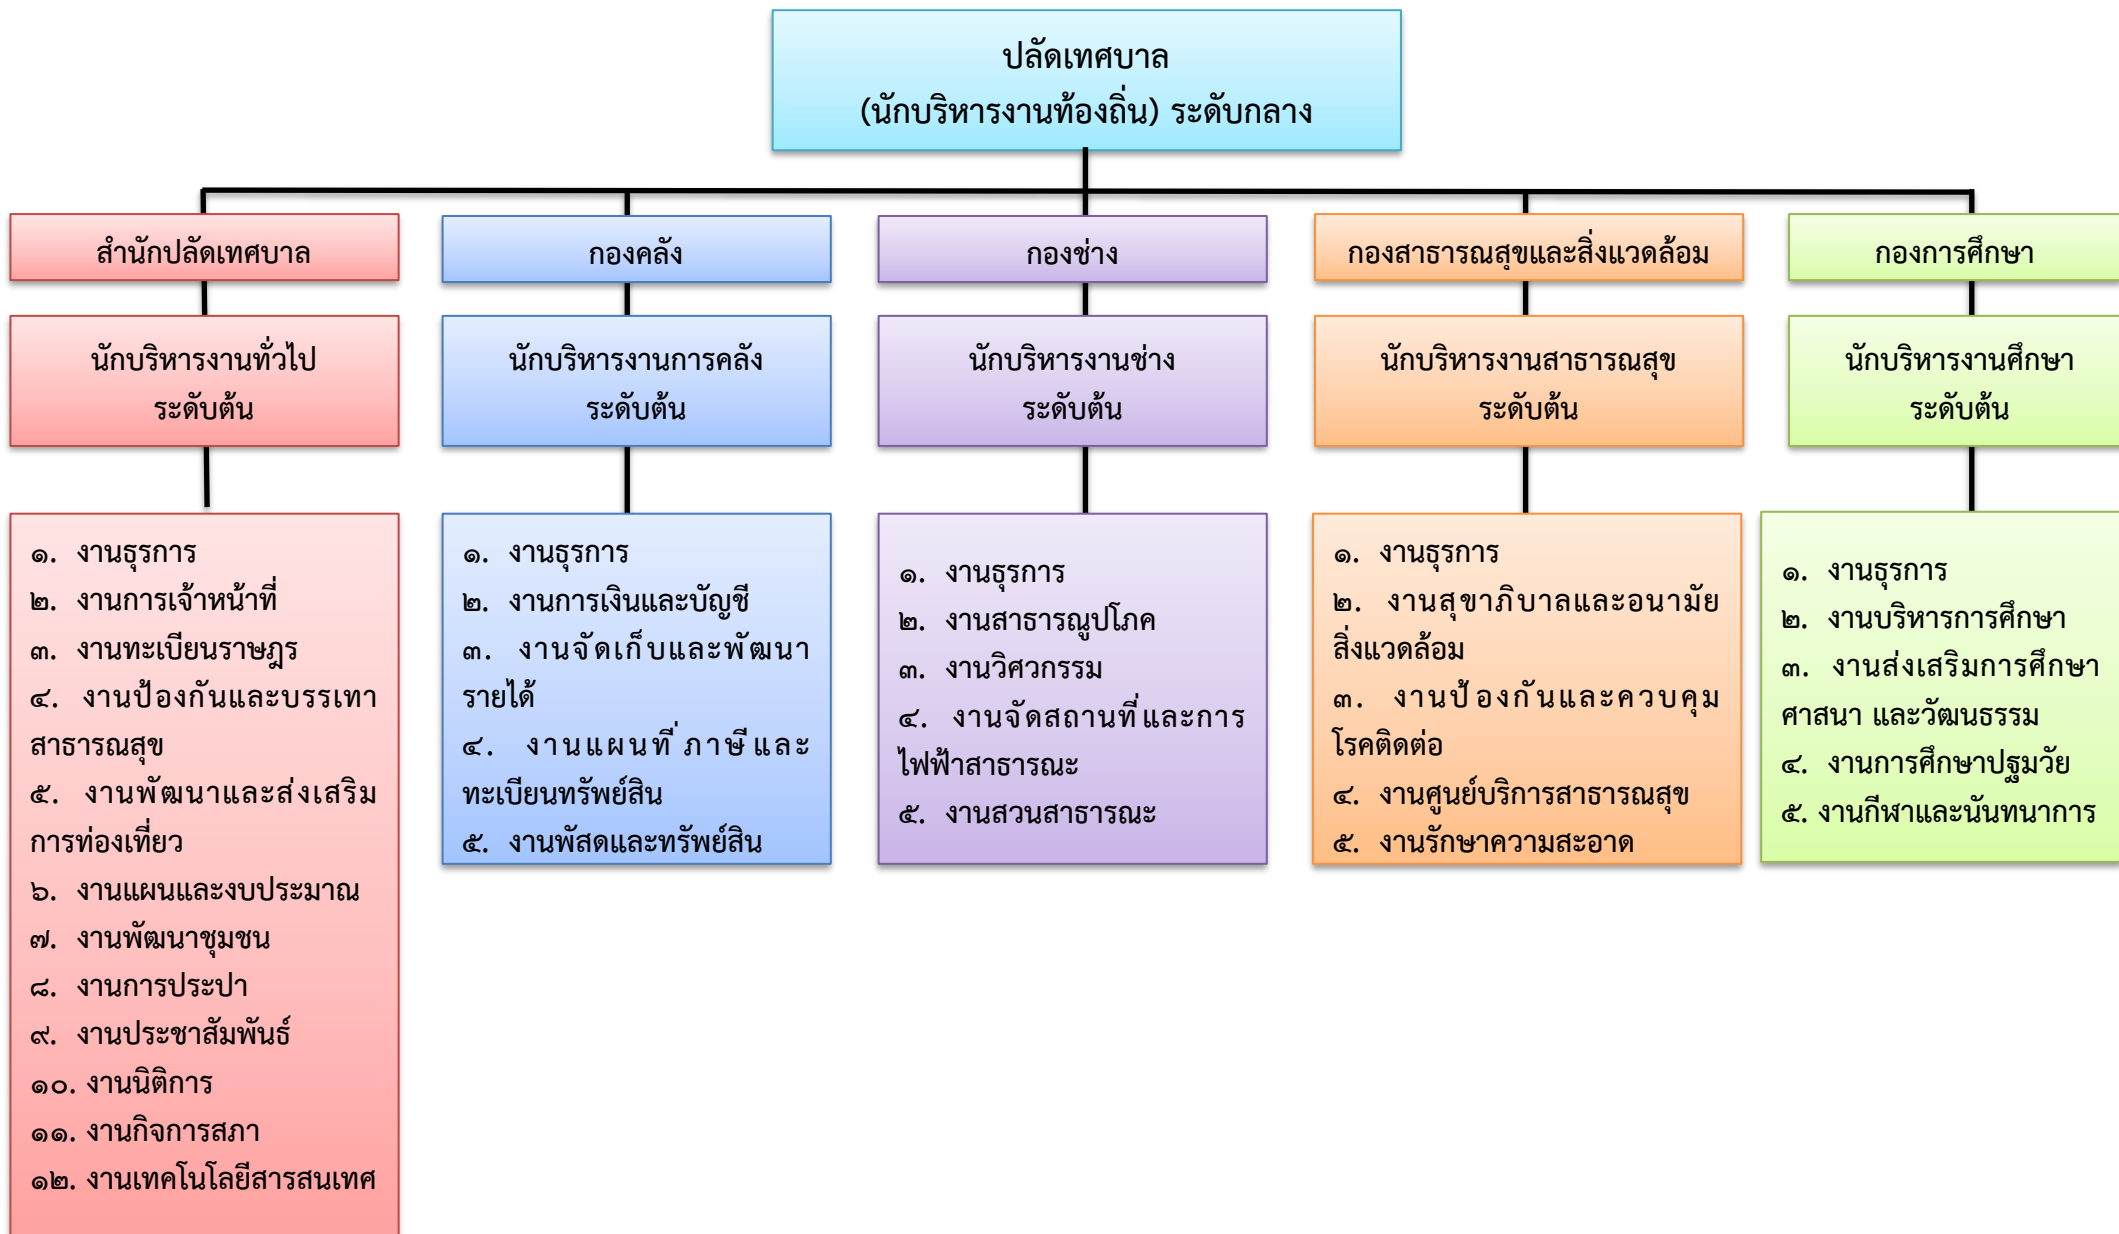 ปลัดเทศบาล
(นักบริหารงานท้องถิ่น) ระดับกลาง
สำนักปลัดเทศบาล
นักบริหารงานทั่วไป
ระดับต้น
๑. งานธุรการ
๒. งานการเจ้าหน้าที่
๓. งานทะเบียนราษฎร
๔. งานป้องกันและบรรเทา
สาธารณสุข
๕. งานพัฒนาและส่งเสริม
การท่องเที่ยว
๖. งานแผนและงบประมาณ
๗. งานพัฒนาชุมชน
๘. งานการประปา
๙. งานประชาสัมพันธ์
๑๐. งานนิติการ
๑๑. งานกิจการสภา
๑๒. งานเทคโนโลยีสารสนเทศ
กองคลัง
นักบริหารงานการคลัง
ระดับต้น
๑. งานธุรการ
๒. งานการเงินและบัญชี
๓. งานจัดเก็บและพัฒนา
รายได้
๔. งานแผนที่ภาษีและ
ทะเบียนทรัพย์สิน
๕. งานพัสดและทรัพย์สิน
กองช่าง
นักบริหารงานช่าง
ระดับต้น
๑. งานธุรการ
๒. งานสาธารณูปโภค
๓. งานวิศวกรรม
๔. งานจัดสถานที่และการ
ไฟฟ้าสาธารณะ
๕. งานสวนสาธารณะ
กองสาธารณสุขและสิ่งแวดล้อม
นักบริหารงานสาธารณสุข
ระดับต้น
๑. งานธุรการ
๒. งานสุขาภิบาลและอนามัย
สิ่งแวดล้อม
๓. งานป้องกันและควบคุม
โรคติดต่อ
๔. งานศูนย์บริการสาธารณสุข
๕. งานรักษาความสะอาด
กองการศึกษา
นักบริหารงานศึกษา
ระดับต้น
๑. งานธุรการ
๒. งานบริหารการศึกษา
๓. งานส่งเสริมการศึกษา
ศาสนา และวัฒนธรรม
๔. งานการศึกษาปฐมวัย
๕. งานกีฬาและนันทนาการ